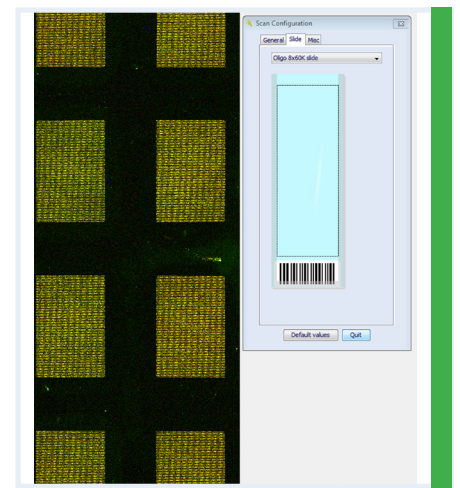 Scan Configuration
General Slide Misc
Oligo 8x60K slide
Default values Quit